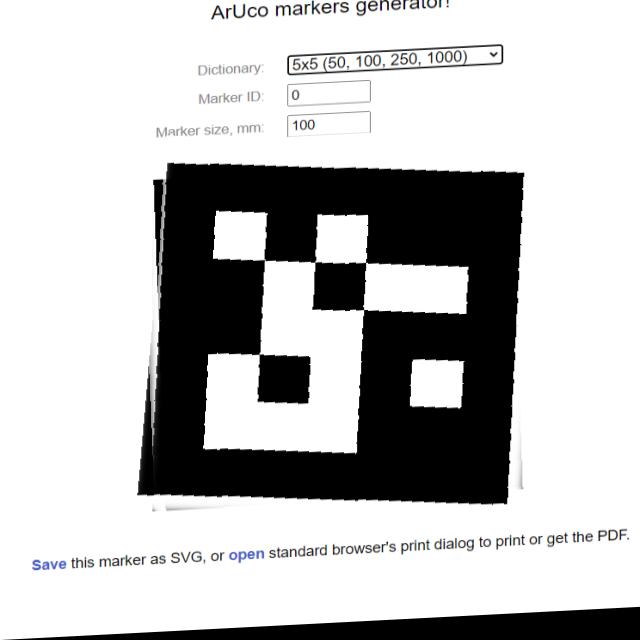 ArUco markers generator!
Dictionary: 5x5 (50, 100, 250, 1000)
Marker ID: 0
Marker size, mm: 100
Save this marker as SVG, or open standard browser's print dialog to print or get the PDF.